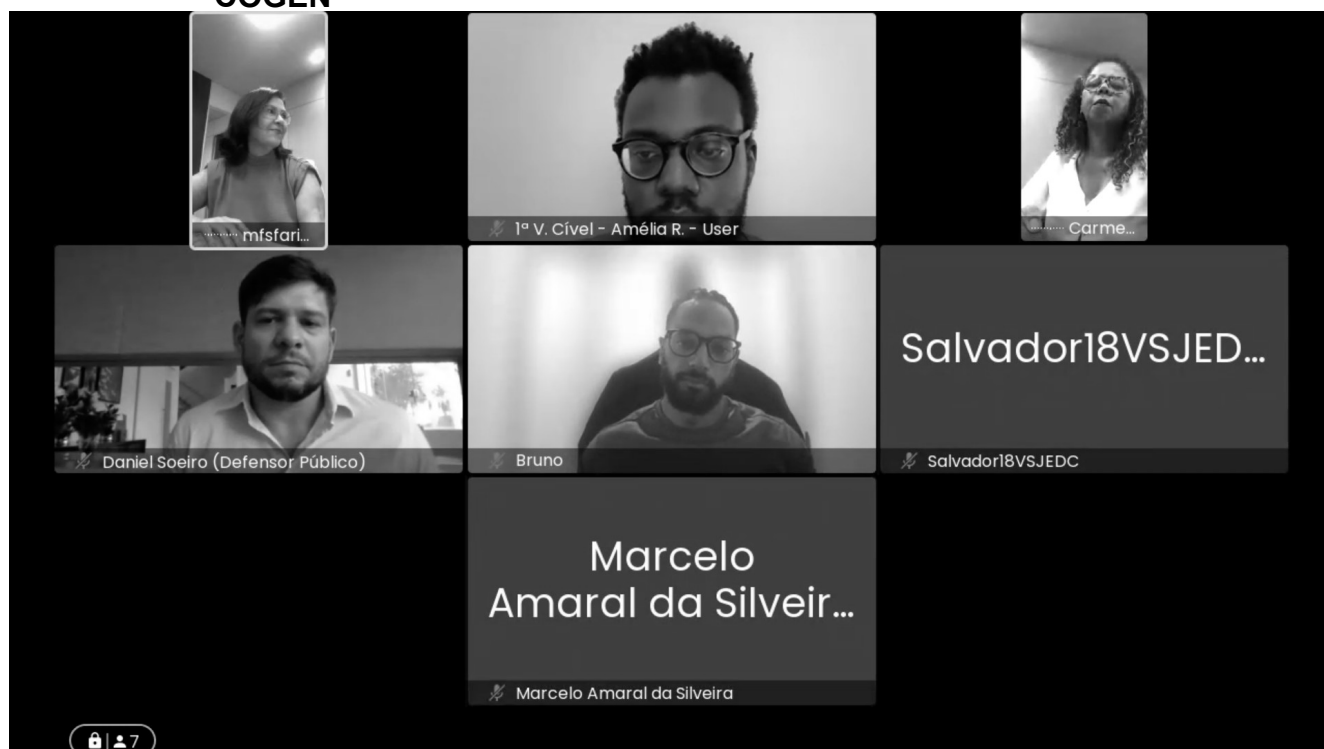 COGEN
mfsfari...
1ª V. Cível - Amélia R. - User
Carme...
Daniel Soeiro (Defensor Público)
Bruno
Salvador18VSJED...
Salvador18VSJEDC
Marcelo
Amaral da Silveir...
Marcelo Amaral da Silveira
7